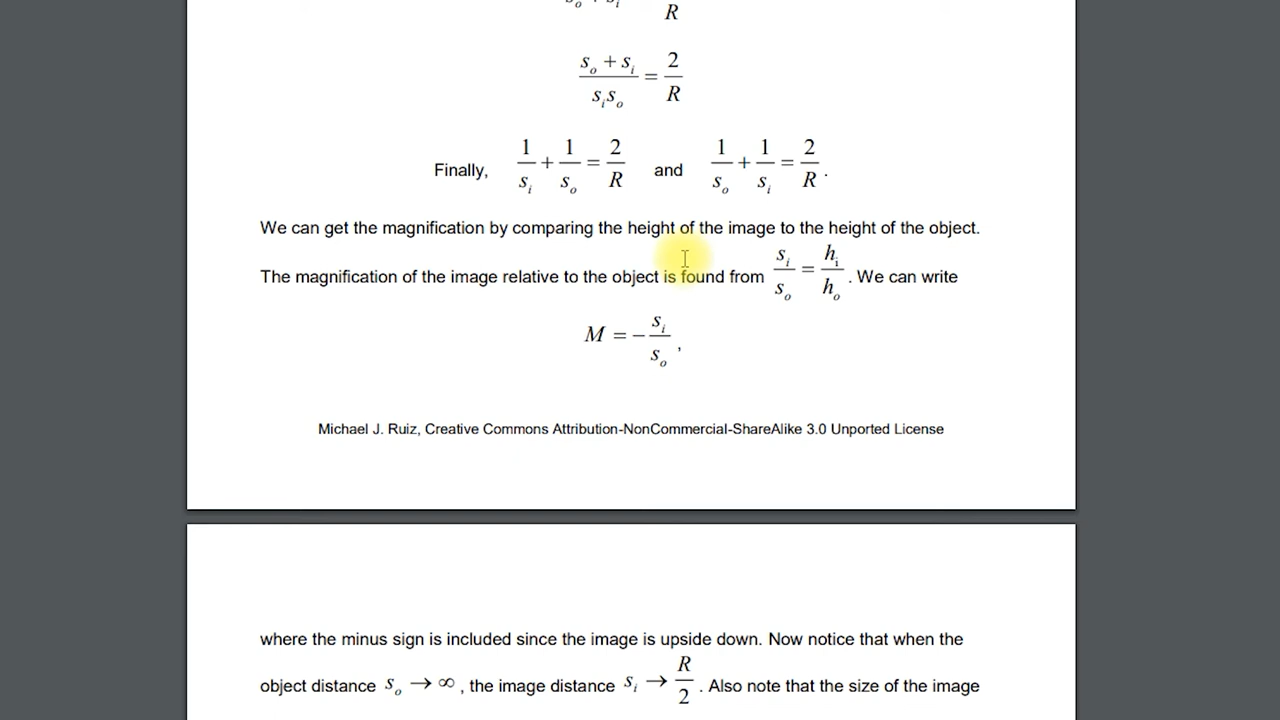 R
(s_o + s_i)/(s_i s_o) = 2/R
Finally, 1/s_i + 1/s_o = 2/R and 1/s_o + 1/s_i = 2/R .
We can get the magnification by comparing the height of the image to the height of the object.
The magnification of the image relative to the object is found from s_i/s_o = h_i/h_o . We can write
M = − s_i/s_o ,
Michael J. Ruiz, Creative Commons Attribution-NonCommercial-ShareAlike 3.0 Unported License
where the minus sign is included since the image is upside down. Now notice that when the
object distance s_o → ∞ , the image distance s_i → R/2 . Also note that the size of the image